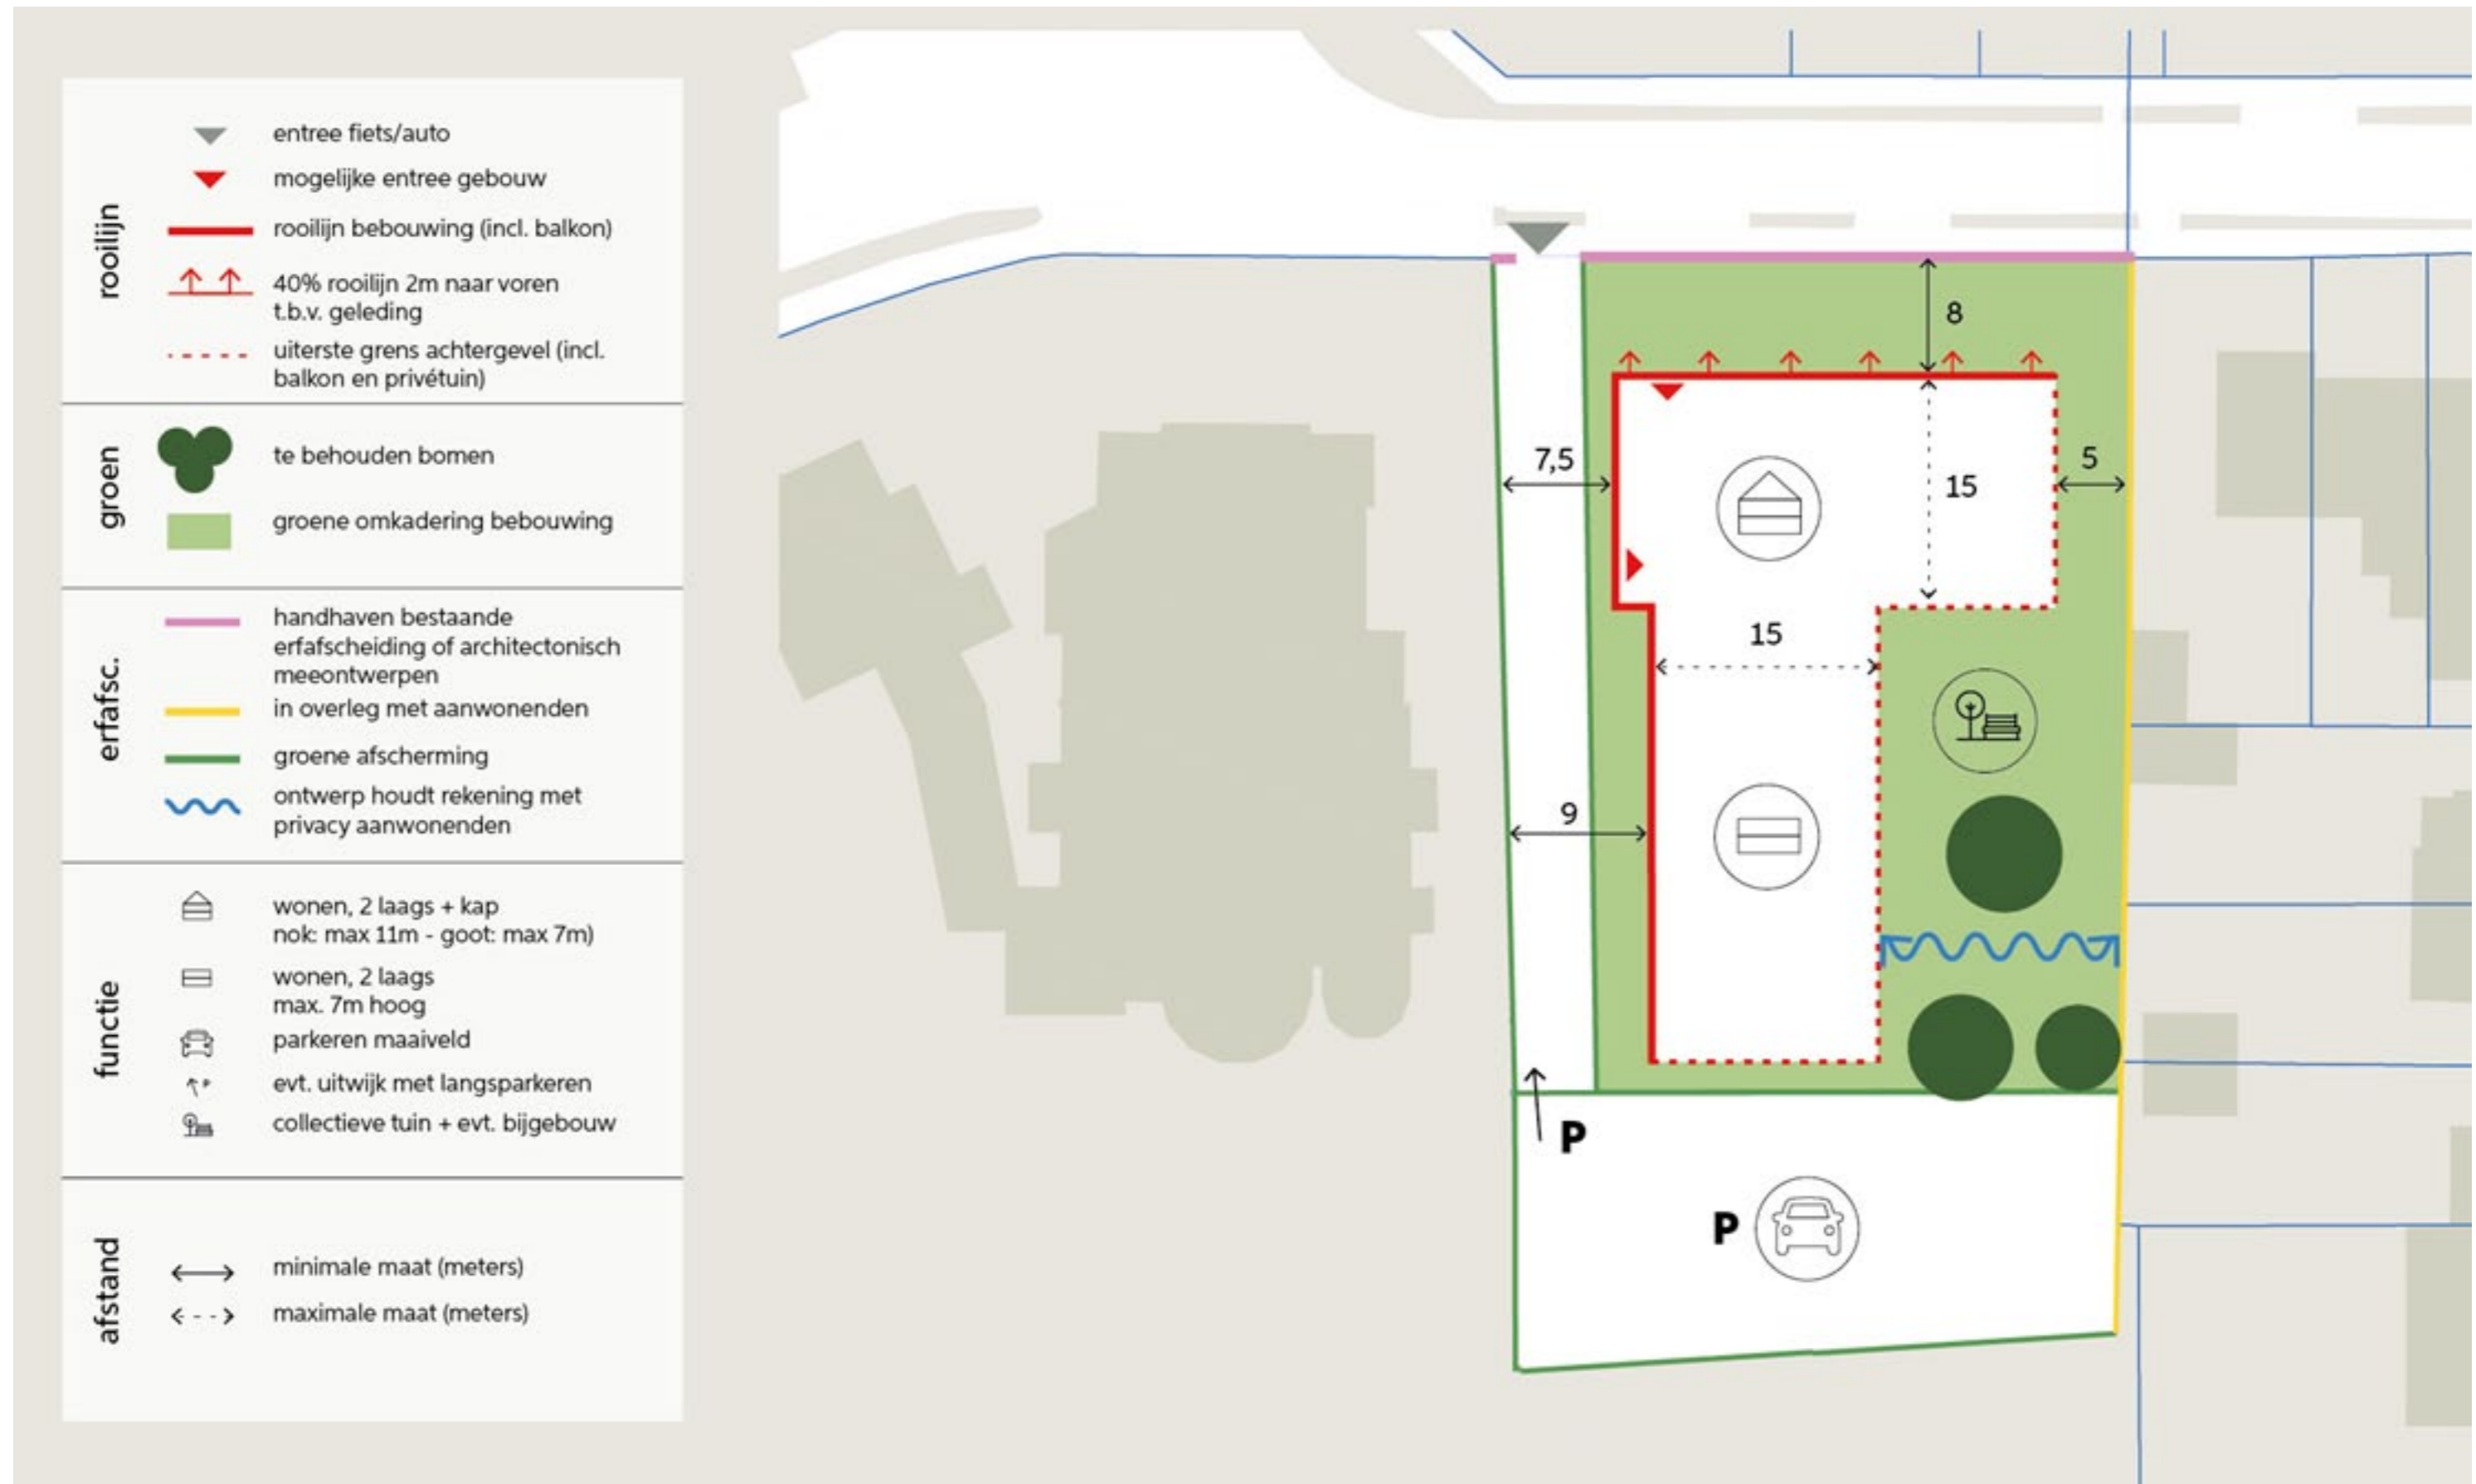 rooilijn
entree fiets/auto
mogelijke entree gebouw
rooilijn bebouwing (incl. balkon)
40% rooilijn 2m naar voren
t.b.v. geleding
uiterste grens achtergevel (incl.
balkon en privétuin)
groen
te behouden bomen
groene omkadering bebouwing
erfafsc.
handhaven bestaande
erfafscheiding of architectonisch
meeontwerpen
in overleg met aanwonenden
groene afscherming
ontwerp houdt rekening met
privacy aanwonenden
functie
wonen, 2 laags + kap
nok: max 11m - goot: max 7m)
wonen, 2 laags
max. 7m hoog
parkeren maaiveld
P
evt. uitwijk met langsparkeren
collectieve tuin + evt. bijgebouw
afstand
minimale maat (meters)
maximale maat (meters)
8
7,5
15
5
15
9
P
P